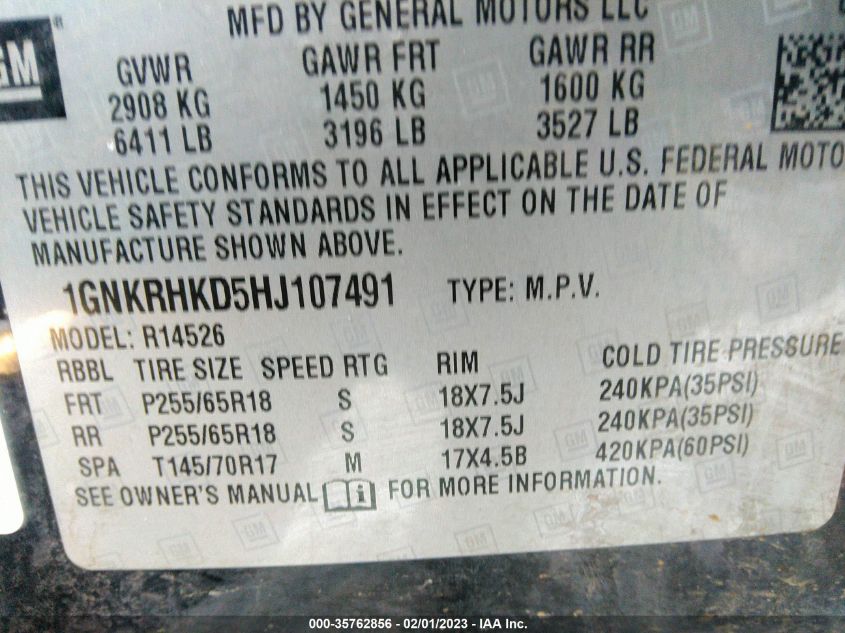 MFD BY GENERAL MOTORS LLC
GM ®
GVWR GAWR FRT GAWR RR
2908 KG 1450 KG 1600 KG
6411 LB 3196 LB 3527 LB
THIS VEHICLE CONFORMS TO ALL APPLICABLE U.S. FEDERAL MOTO
VEHICLE SAFETY STANDARDS IN EFFECT ON THE DATE OF
MANUFACTURE SHOWN ABOVE.
1GNKRHKD5HJ107491 TYPE: M.P.V.
MODEL: R14526
RBBL TIRE SIZE SPEED RTG RIM COLD TIRE PRESSURE
FRT P255/65R18 S 18X7.5J 240KPA(35PSI)
RR P255/65R18 S 18X7.5J 240KPA(35PSI)
SPA T145/70R17 M 17X4.5B 420KPA(60PSI)
SEE OWNER'S MANUAL i FOR MORE INFORMATION.
000-35762856 - 02/01/2023 - IAA Inc.